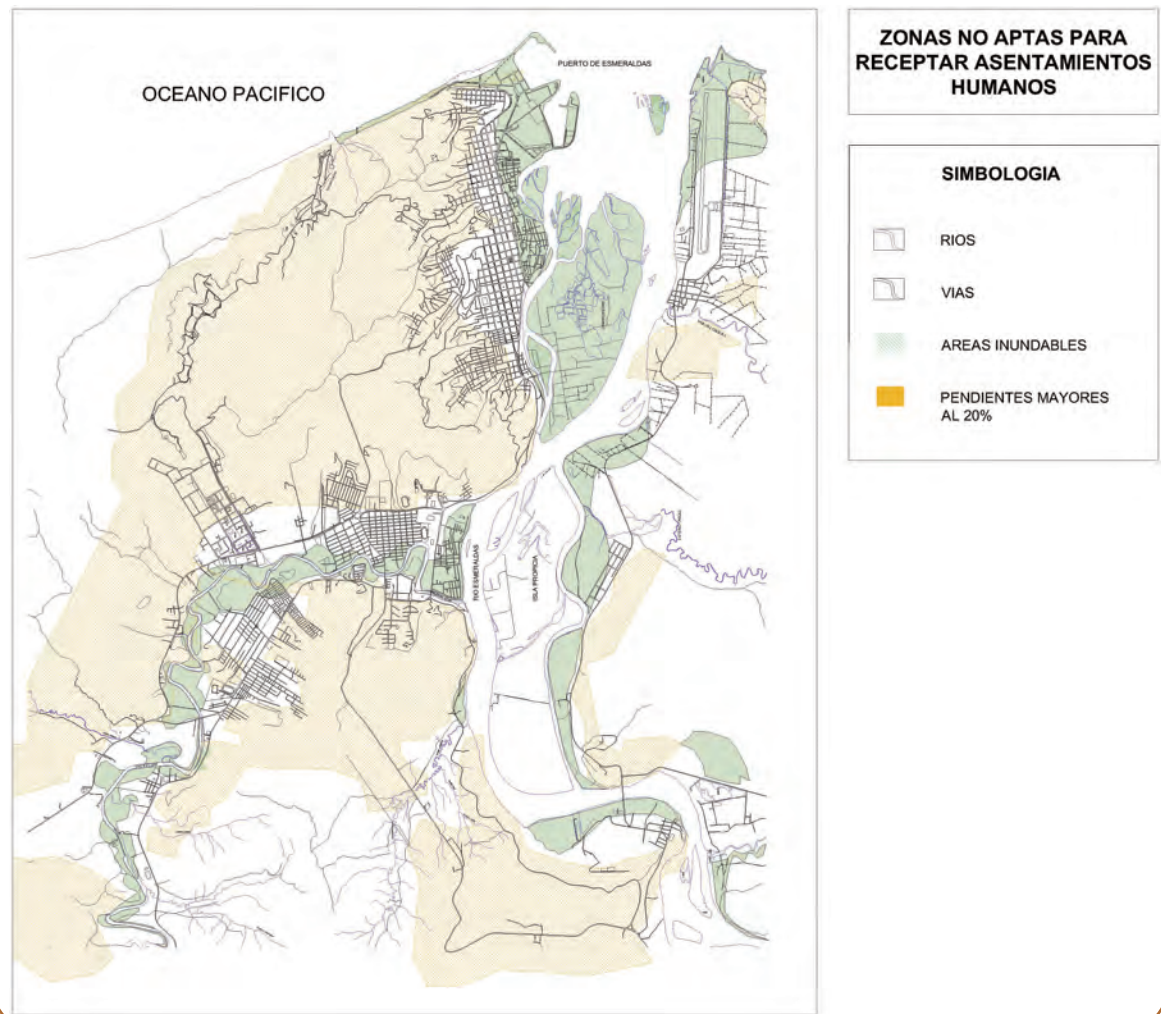 OCEANO PACIFICO
PUERTO DE ESMERALDAS
RIO ESMERALDAS
ISLA PROPICIA
ZONAS NO APTAS PARA
RECEPTAR ASENTAMIENTOS
HUMANOS
SIMBOLOGIA
RIOS
VIAS
AREAS INUNDABLES
PENDIENTES MAYORES
AL 20%